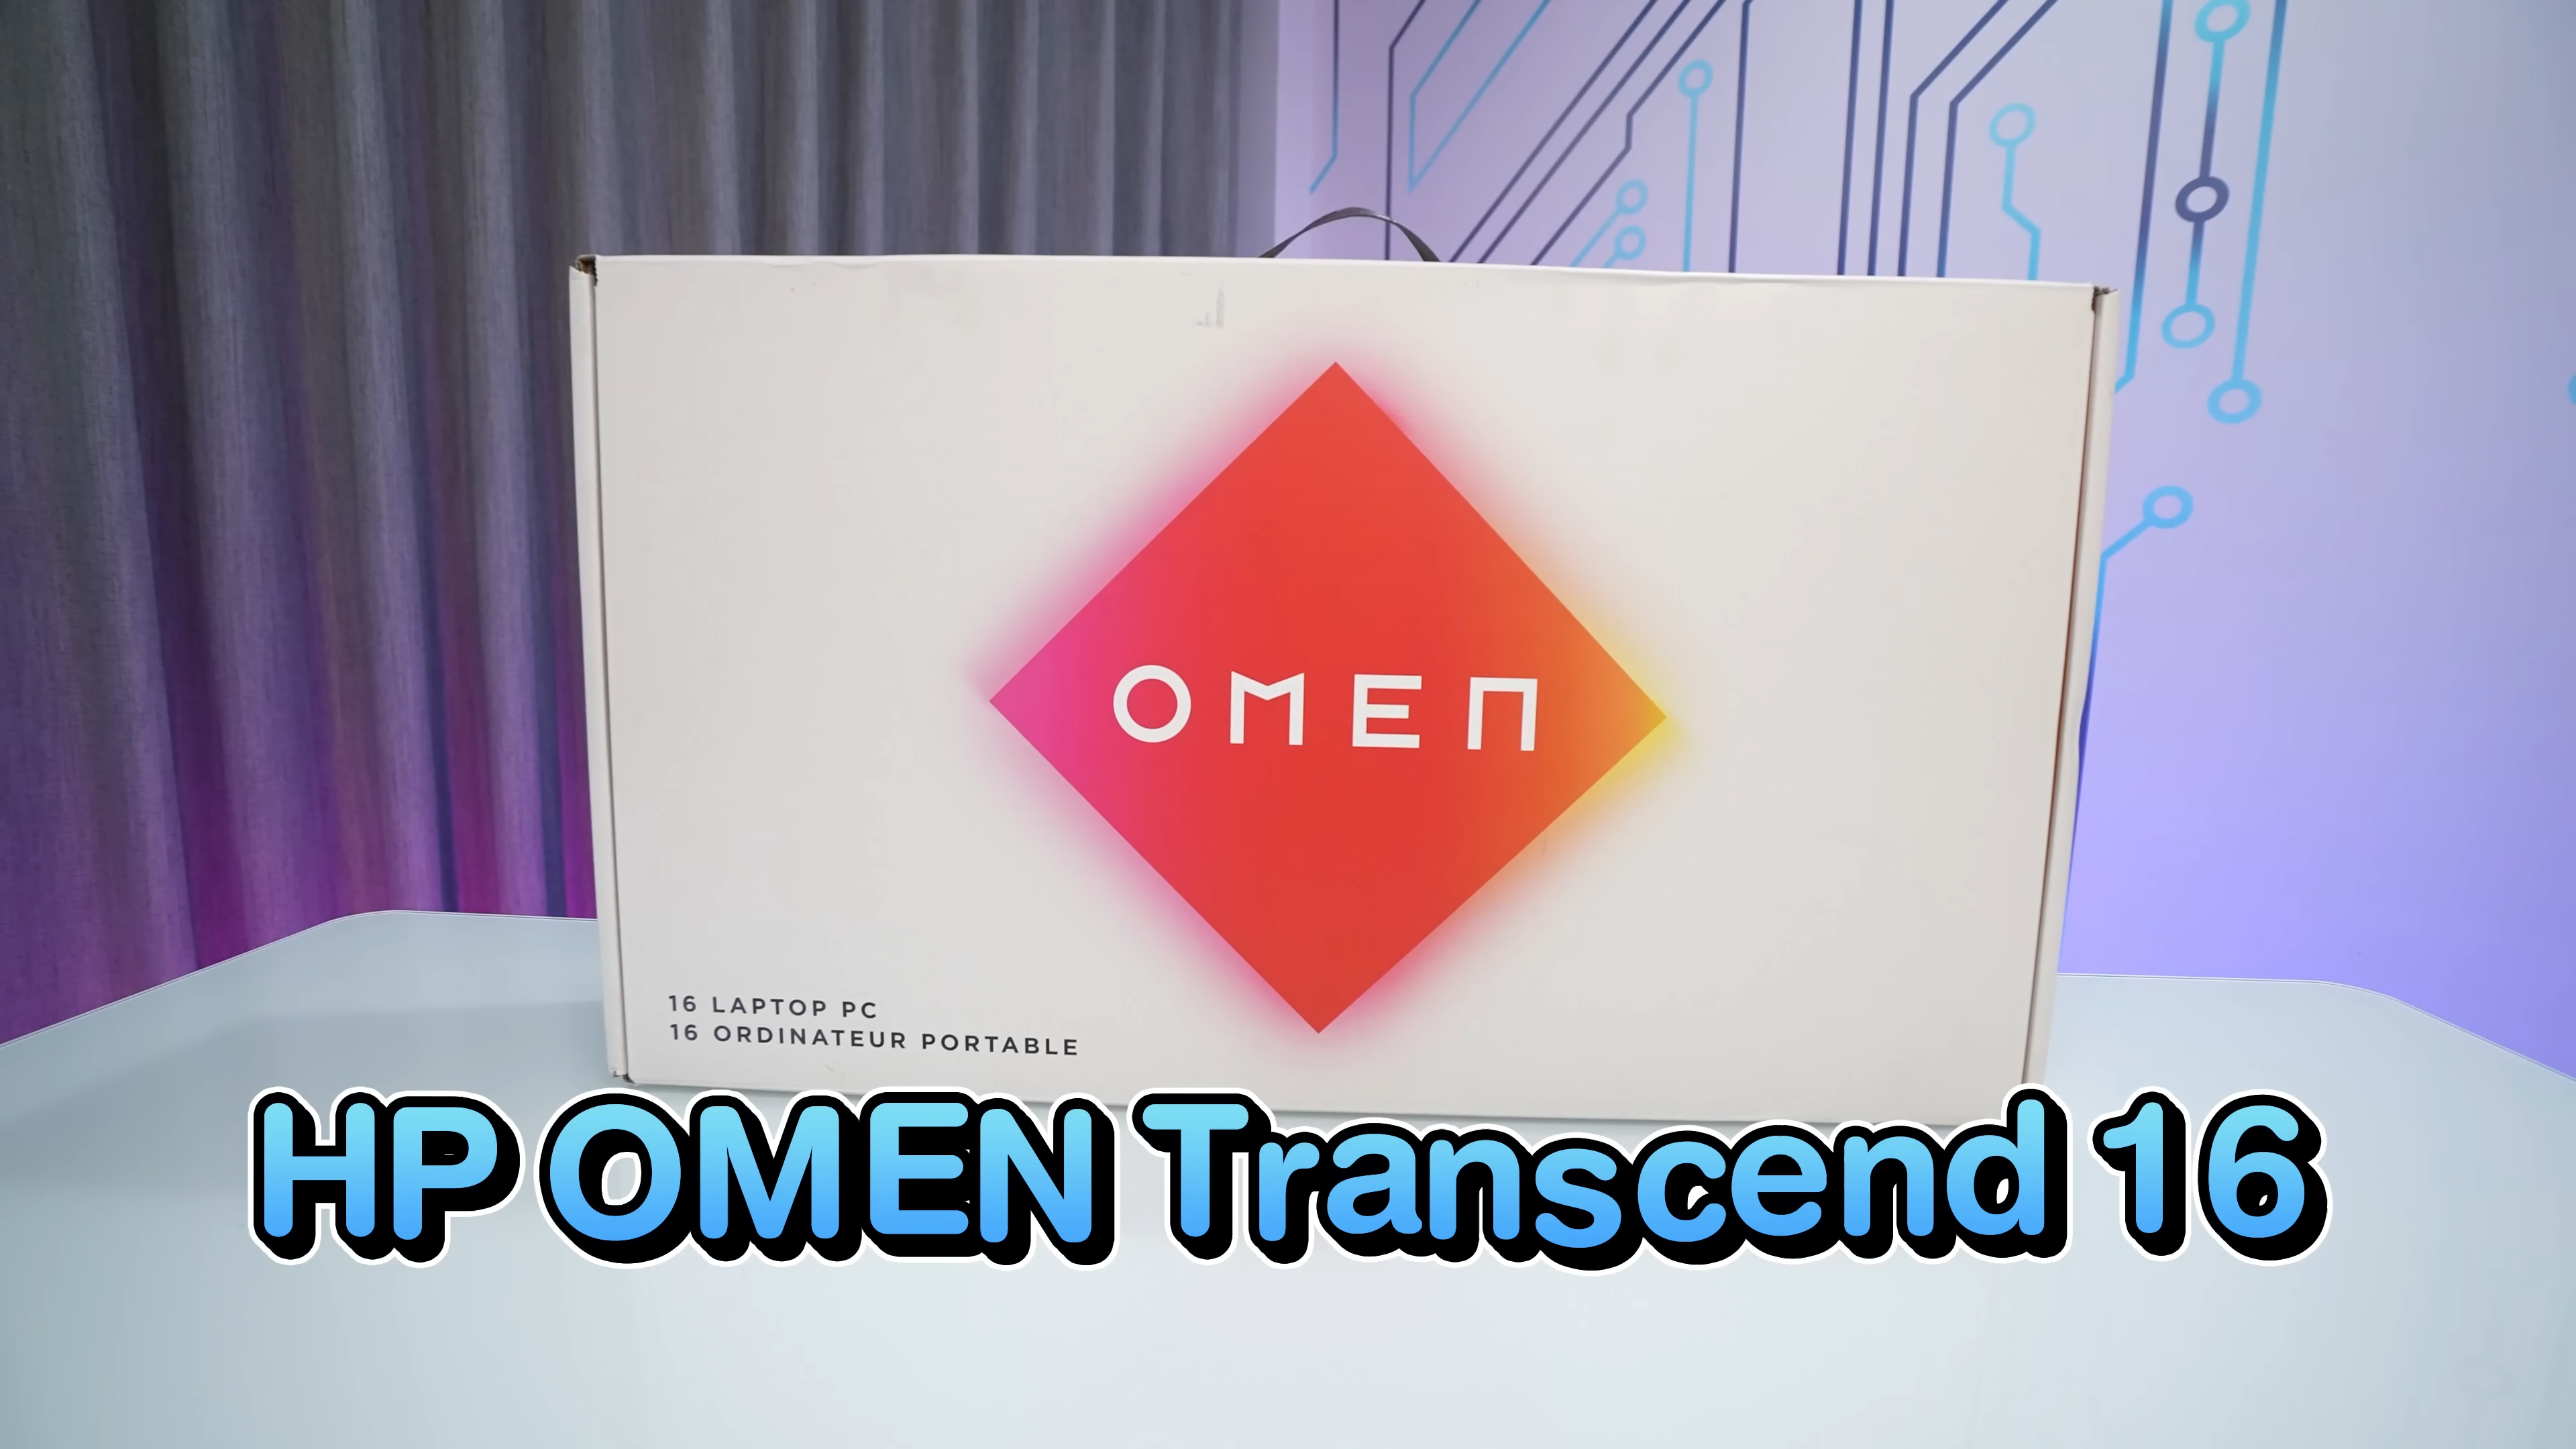 OMEN
16 LAPTOP PC
16 ORDINATEUR PORTABLE
HP OMEN Transcend 16